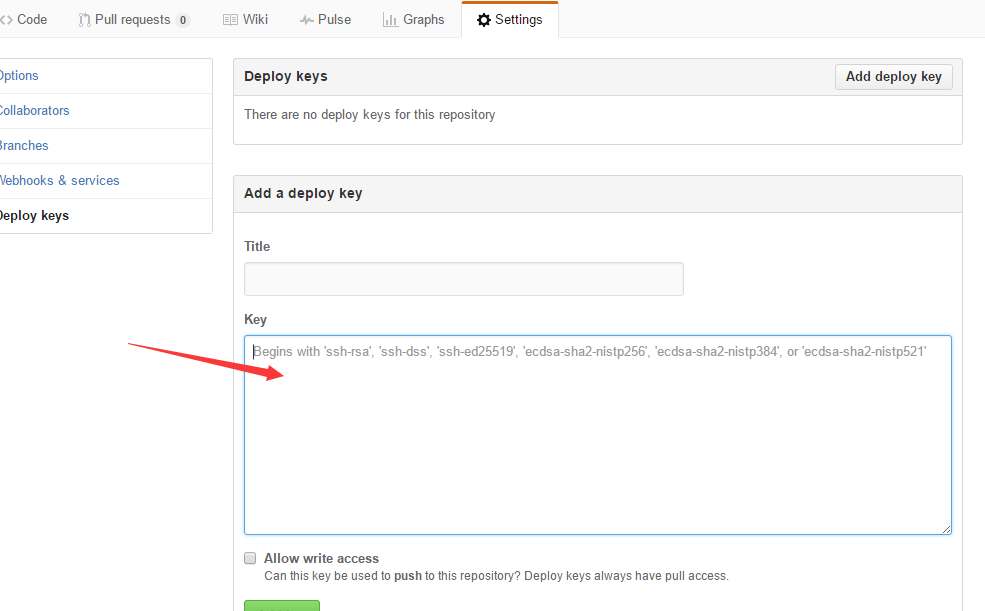 Code Pull requests 0 Wiki Pulse Graphs Settings
Options
Collaborators
Branches
Webhooks & services
Deploy keys
Deploy keys Add deploy key
There are no deploy keys for this repository
Add a deploy key
Title
Key
Begins with 'ssh-rsa', 'ssh-dss', 'ssh-ed25519', 'ecdsa-sha2-nistp256', 'ecdsa-sha2-nistp384', or 'ecdsa-sha2-nistp521'
Allow write access
Can this key be used to push to this repository? Deploy keys always have pull access.